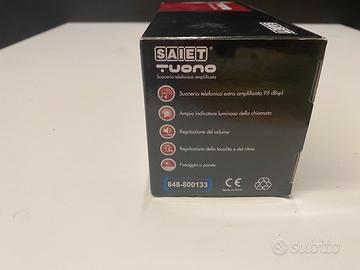 SAIET
TUONO
Suoneria telefonica amplificata
Suoneria telefonica extra amplificata 95 dBspl
Ampio indicatore luminoso della chiamata
Regolazione del volume
Regolazione della tonalità e del ritmo
Fissaggio a parete
848-800133
CE
SAIET
subito